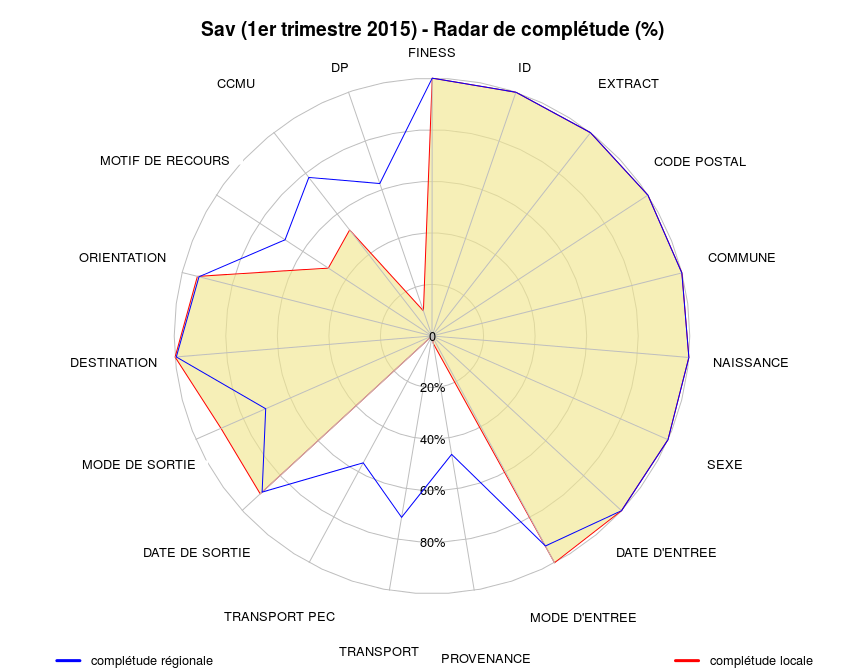 Sav (1er trimestre 2015) - Radar de complétude (%)
FINESS
DP
ID
CCMU
EXTRACT
MOTIF DE RECOURS
CODE POSTAL
ORIENTATION
COMMUNE
0
DESTINATION
NAISSANCE
20%
40%
MODE DE SORTIE
SEXE
60%
80%
DATE DE SORTIE
DATE D'ENTREE
TRANSPORT PEC
MODE D'ENTREE
TRANSPORT
PROVENANCE
complétude régionale
complétude locale